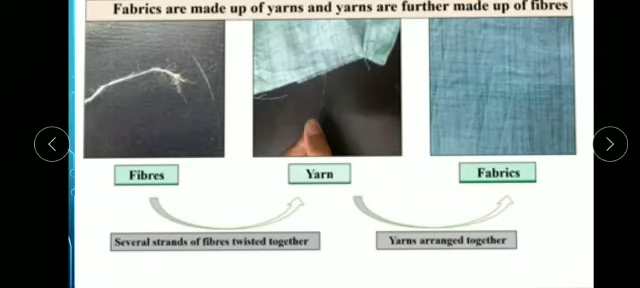 Fabrics are made up of yarns and yarns are further made up of fibres
Fibres
Yarn
Fabrics
Several strands of fibres twisted together
Yarns arranged together